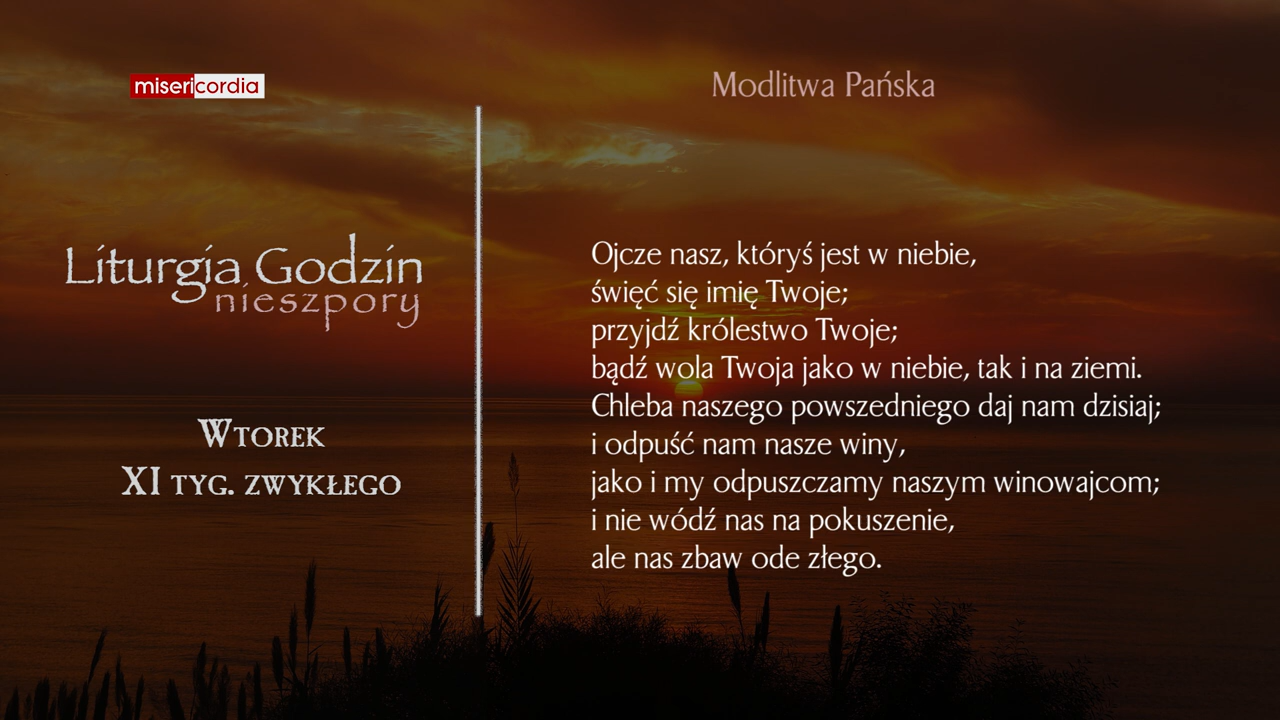 misericordia
Liturgia Godzin
nieszpory
Wtorek
XI tyg. zwykłego
Modlitwa Pańska
Ojcze nasz, któryś jest w niebie,
święć się imię Twoje;
przyjdź królestwo Twoje;
bądź wola Twoja jako w niebie, tak i na ziemi.
Chleba naszego powszedniego daj nam dzisiaj;
i odpuść nam nasze winy,
jako i my odpuszczamy naszym winowajcom;
i nie wódź nas na pokuszenie,
ale nas zbaw ode złego.